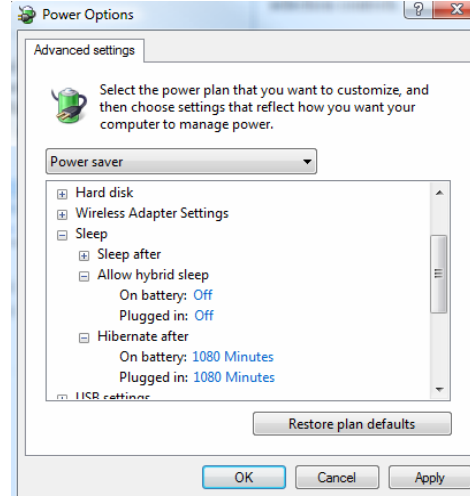 Power Options
Advanced settings
Select the power plan that you want to customize, and
then choose settings that reflect how you want your
computer to manage power.
Power saver
Hard disk
Wireless Adapter Settings
Sleep
Sleep after
Allow hybrid sleep
On battery: Off
Plugged in: Off
Hibernate after
On battery: 1080 Minutes
Plugged in: 1080 Minutes
USB settings
Restore plan defaults
OK Cancel Apply